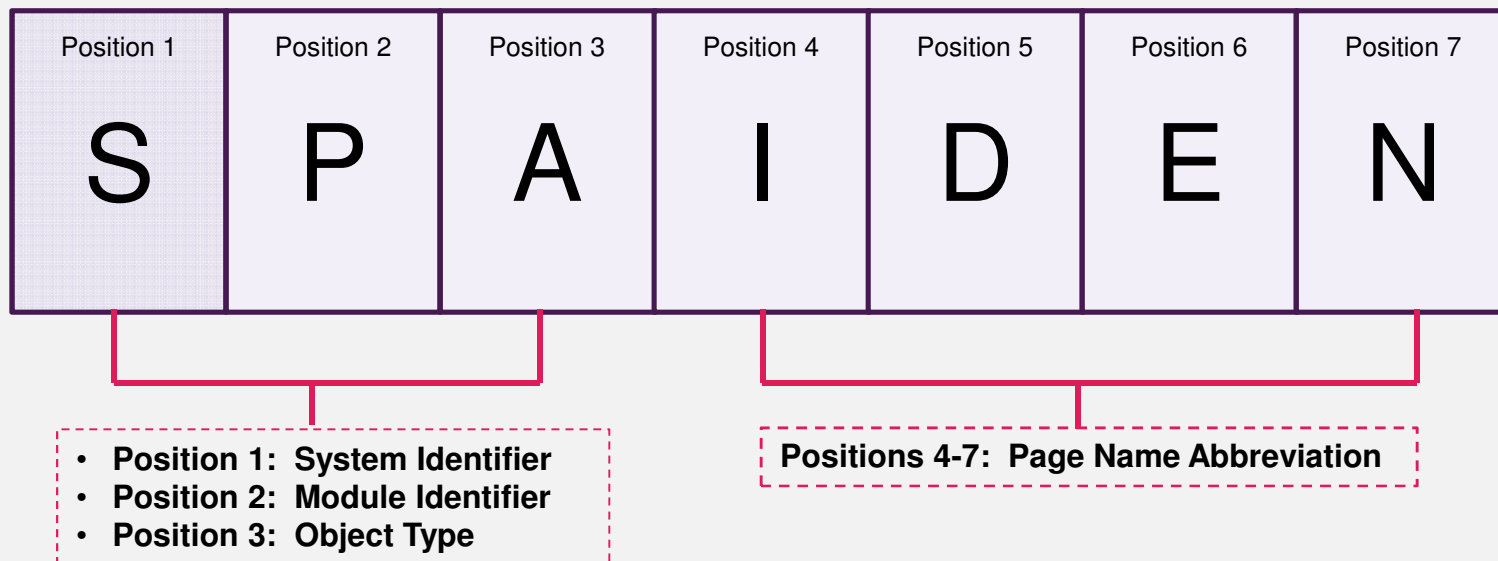 Position 1 Position 2 Position 3 Position 4 Position 5 Position 6 Position 7
S P A I D E N
• Position 1: System Identifier
• Position 2: Module Identifier
• Position 3: Object Type
Positions 4-7: Page Name Abbreviation